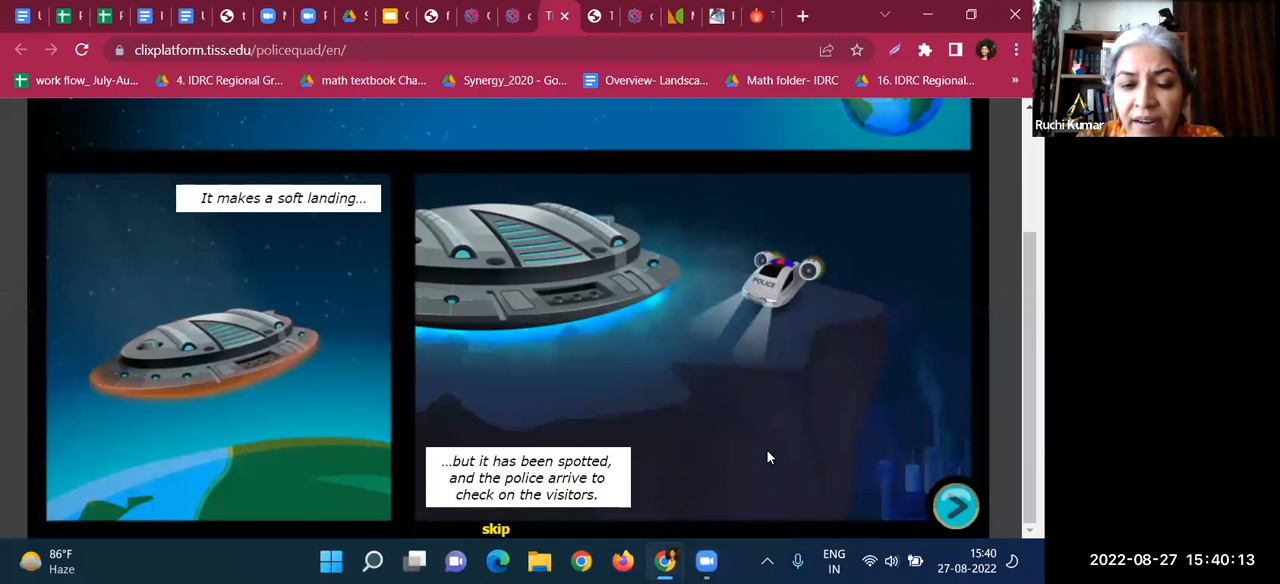 clixplatform.tiss.edu/policequad/en/
work flow_ July-Au...
4. IDRC Regional Gr...
math textbook Cha...
Synergy_2020 - Go...
Overview- Landsca...
Math folder- IDRC
16. IDRC Regional...
»
Ruchi Kumar
It makes a soft landing...
POLICE
...but it has been spotted,
and the police arrive to
check on the visitors.
skip
86°F
Haze
ENG
IN
15:40
27-08-2022
2022-08-27 15:40:13